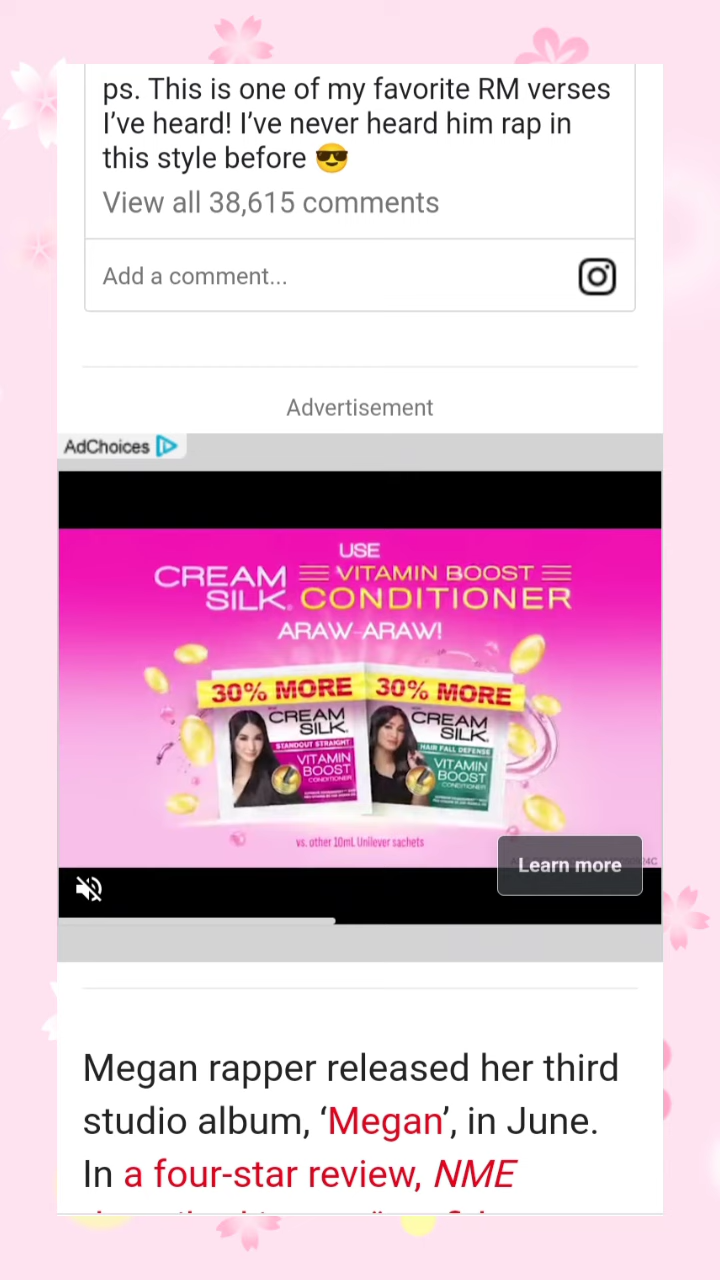 ps. This is one of my favorite RM verses
I’ve heard! I’ve never heard him rap in
this style before 😎
View all 38,615 comments
Add a comment...
Advertisement
AdChoices
USE
CREAM SILK
VITAMIN BOOST
CONDITIONER
ARAW-ARAW!
30% MORE
30% MORE
CREAM
SILK
STANDOUT STRAIGHT
VITAMIN
BOOST
CONDITIONER
CREAM
SILK
HAIR FALL DEFENSE
VITAMIN
BOOST
CONDITIONER
vs. other 10mL Unilever sachets
Learn more
Megan rapper released her third
studio album, ‘Megan’, in June.
In a four-star review, NME